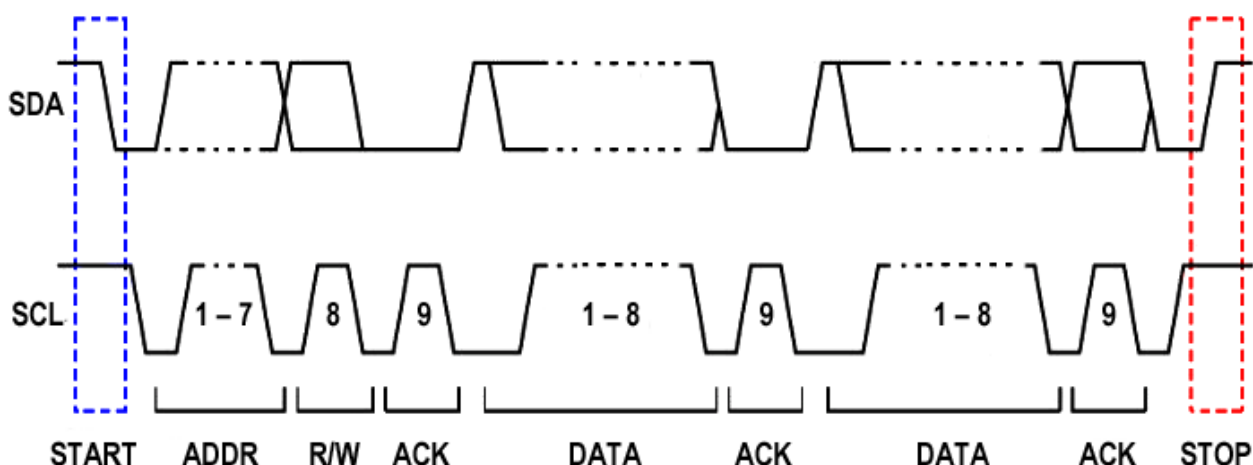 SDA
SCL 1 – 7 8 9 1 – 8 9 1 – 8 9
START ADDR R/W ACK DATA ACK DATA ACK STOP